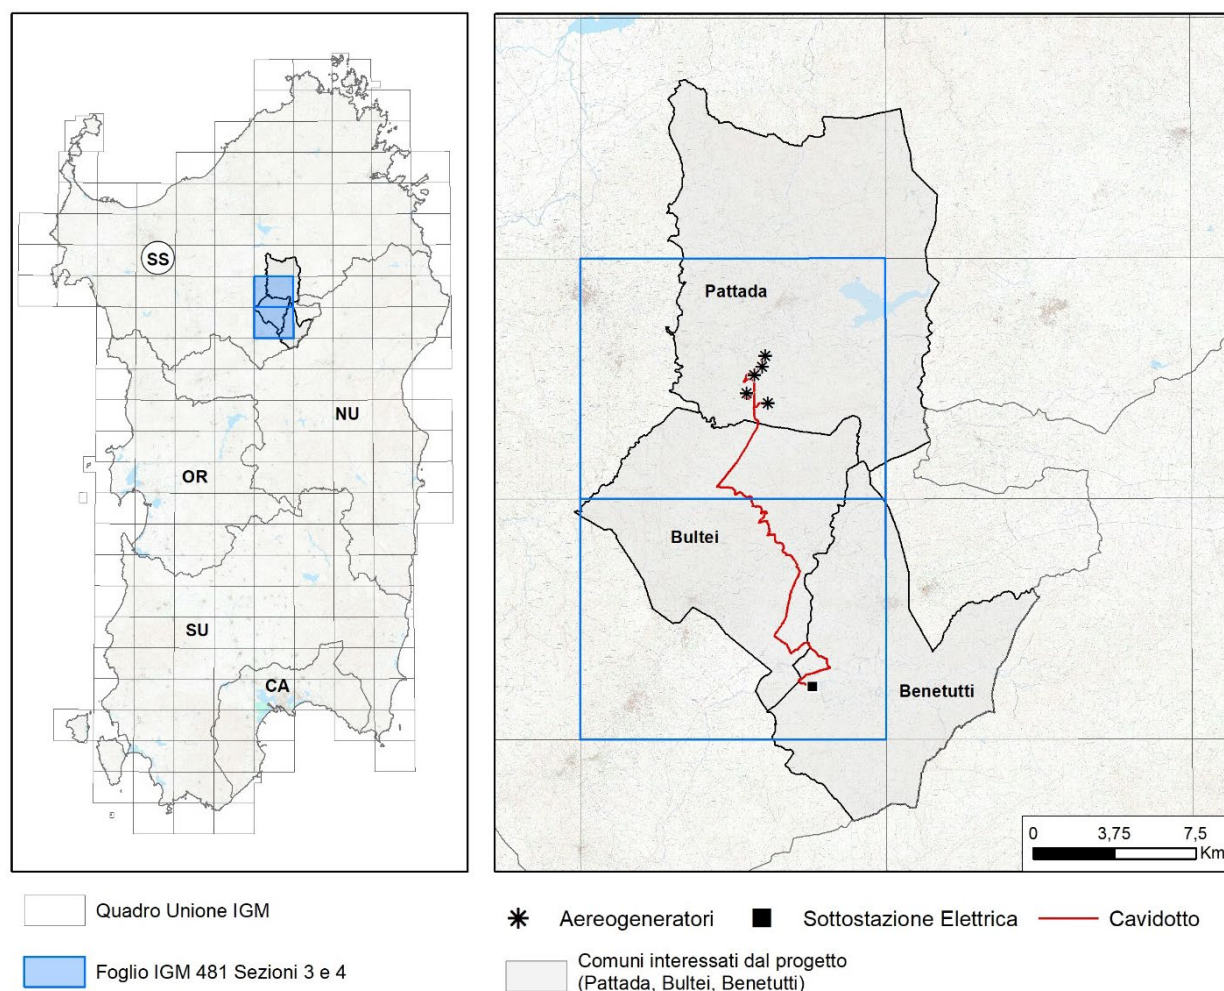 SS
NU
OR
SU
CA
Pattada
Bultei
Benetutti
0 3,75 7,5
Km
Quadro Unione IGM
Foglio IGM 481 Sezioni 3 e 4
Aereogeneratori
Sottostazione Elettrica
Cavidotto
Comuni interessati dal progetto
(Pattada, Bultei, Benetutti)